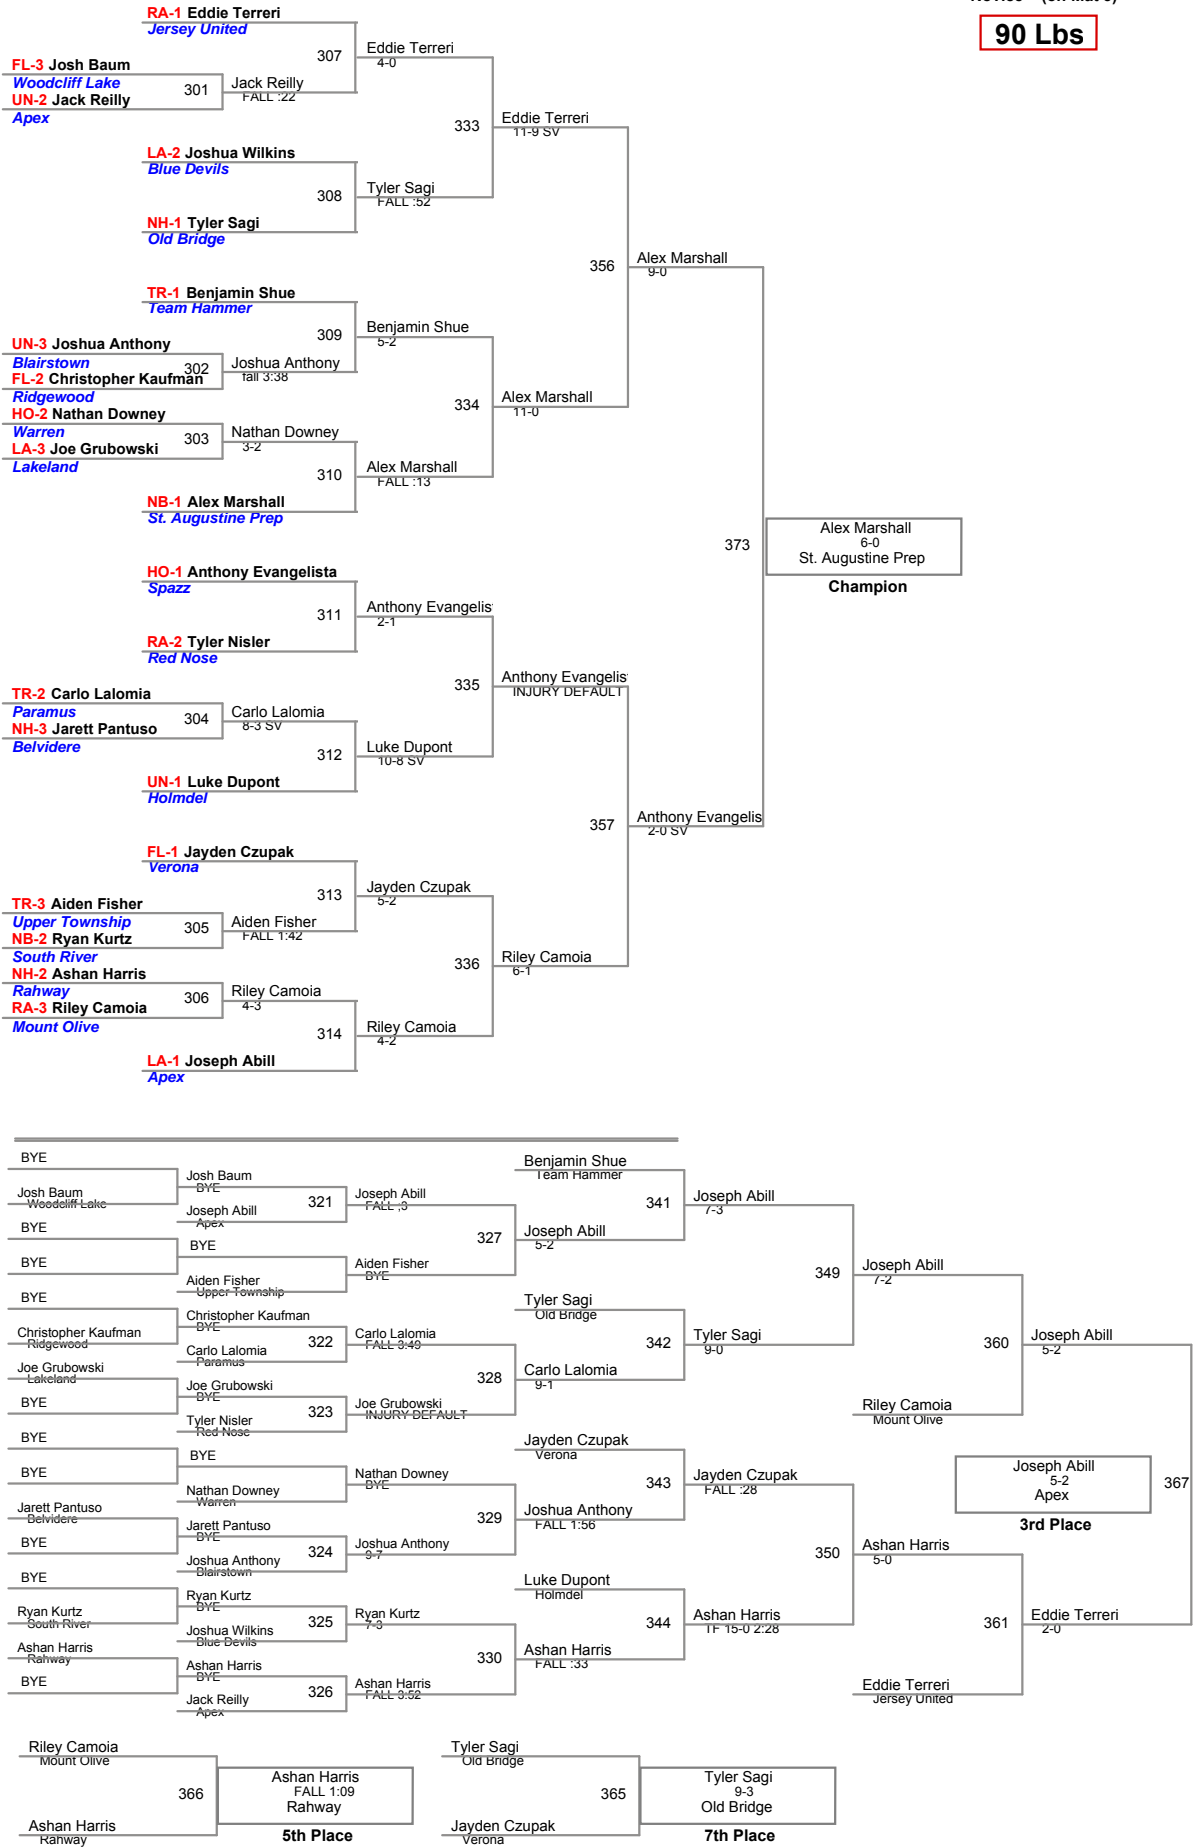 90 Lbs
RA-1 Eddie Terreri
Jersey United
307
Eddie Terreri
4-0
FL-3 Josh Baum
Woodcliff Lake
301
Jack Reilly
FALL :22
UN-2 Jack Reilly
Apex
333
Eddie Terreri
11-9 SV
LA-2 Joshua Wilkins
Blue Devils
308
Tyler Sagi
FALL :52
NH-1 Tyler Sagi
Old Bridge
356
Alex Marshall
9-0
TR-1 Benjamin Shue
Team Hammer
309
Benjamin Shue
5-2
UN-3 Joshua Anthony
Blairstown
302
Joshua Anthony
fall 3:38
FL-2 Christopher Kaufman
Ridgewood
334
Alex Marshall
11-0
HO-2 Nathan Downey
Warren
303
Nathan Downey
3-2
LA-3 Joe Grubowski
Lakeland
310
Alex Marshall
FALL :13
NB-1 Alex Marshall
St. Augustine Prep
373
Alex Marshall
6-0
St. Augustine Prep
Champion
HO-1 Anthony Evangelista
Spazz
311
Anthony Evangelis
2-1
RA-2 Tyler Nisler
Red Nose
335
Anthony Evangelis
INJURY DEFAULT
TR-2 Carlo Lalomia
Paramus
304
Carlo Lalomia
8-3 SV
NH-3 Jarett Pantuso
Belvidere
312
Luke Dupont
10-8 SV
UN-1 Luke Dupont
Holmdel
357
Anthony Evangelis
2-0 SV
FL-1 Jayden Czupak
Verona
313
Jayden Czupak
5-2
TR-3 Aiden Fisher
Upper Township
305
Aiden Fisher
FALL 1:42
NB-2 Ryan Kurtz
South River
336
Riley Camoia
6-1
NH-2 Ashan Harris
Rahway
306
Riley Camoia
4-3
RA-3 Riley Camoia
Mount Olive
314
Riley Camoia
4-2
LA-1 Joseph Abill
Apex
BYE
Josh Baum
Woodcliff Lake
BYE
BYE
BYE
Christopher Kaufman
Ridgewood
Joe Grubowski
Lakeland
BYE
BYE
BYE
Jarett Pantuso
Belvidere
BYE
BYE
Ryan Kurtz
South River
Ashan Harris
Rahway
BYE
Josh Baum
BYE
321
Joseph Abill
Apex
BYE
Aiden Fisher
Upper Township
Christopher Kaufman
BYE
322
Carlo Lalomia
Paramus
Joe Grubowski
BYE
323
Tyler Nisler
Red Nose
BYE
Nathan Downey
Warren
Jarett Pantuso
BYE
324
Joshua Anthony
Blairstown
Ryan Kurtz
BYE
325
Joshua Wilkins
Blue Devils
Ashan Harris
BYE
326
Jack Reilly
Apex
Joseph Abill
FALL ;3
327
Aiden Fisher
BYE
Carlo Lalomia
FALL 3:49
328
Joe Grubowski
INJURY DEFAULT
Nathan Downey
BYE
329
Joshua Anthony
9-7
Ryan Kurtz
7-3
330
Ashan Harris
FALL 3:52
Benjamin Shue
Team Hammer
341
Joseph Abill
5-2
Tyler Sagi
Old Bridge
342
Carlo Lalomia
9-1
Jayden Czupak
Verona
343
Joshua Anthony
FALL 1:56
Luke Dupont
Holmdel
344
Ashan Harris
FALL :33
Joseph Abill
7-3
349
Tyler Sagi
9-0
Jayden Czupak
FALL :28
350
Ashan Harris
TF 15-0 2:28
Joseph Abill
7-2
360
Riley Camoia
Mount Olive
Ashan Harris
5-0
361
Eddie Terreri
Jersey United
Joseph Abill
5-2
Eddie Terreri
2-0
Joseph Abill
5-2
Apex
367
3rd Place
Riley Camoia
Mount Olive
366
Ashan Harris
Rahway
Ashan Harris
FALL 1:09
Rahway
5th Place
Tyler Sagi
Old Bridge
365
Jayden Czupak
Verona
Tyler Sagi
9-3
Old Bridge
7th Place